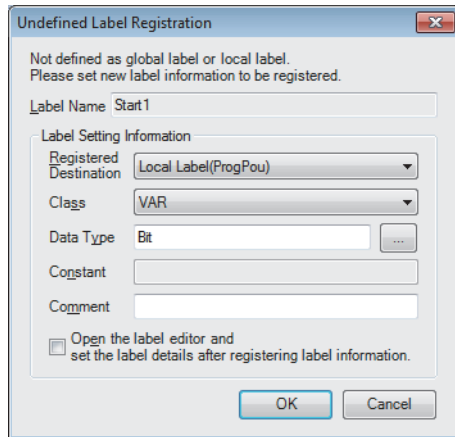 Undefined Label Registration
Not defined as global label or local label.
Please set new label information to be registered.
Label Name Start1
Label Setting Information
Registered
Destination Local Label(ProgPou)
Class VAR
Data Type Bit ...
Constant
Comment
Open the label editor and
set the label details after registering label information.
OK Cancel